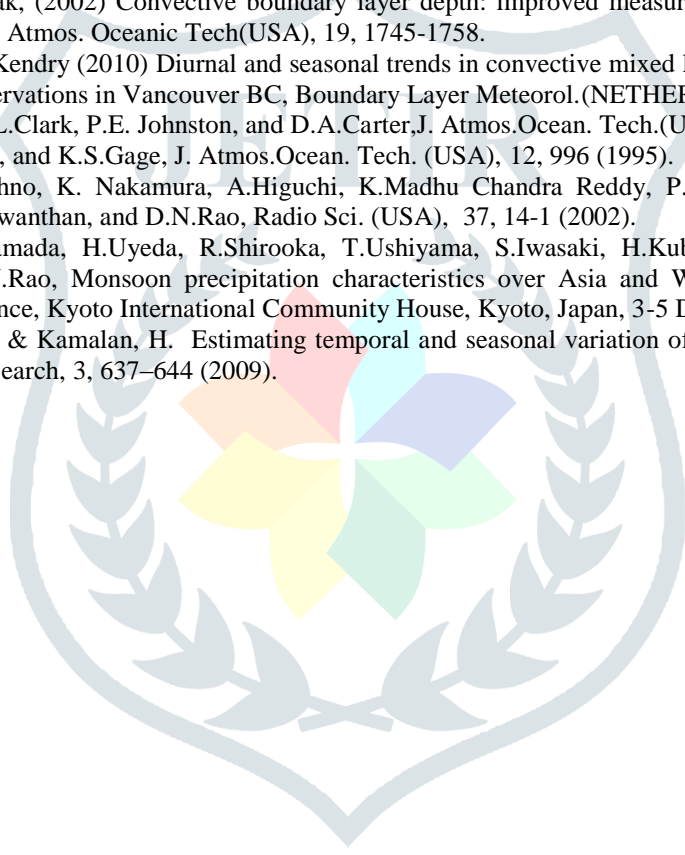 ak, (2002) Convective boundary layer depth: Improved measur
Atmos. Oceanic Tech(USA), 19, 1745-1758.
Kendry (2010) Diurnal and seasonal trends in convective mixed l
ervations in Vancouver BC, Boundary Layer Meteorol.(NETHER
L.Clark, P.E. Johnston, and D.A.Carter,J. Atmos.Ocean. Tech.(U
, and K.S.Gage, J. Atmos.Ocean. Tech. (USA), 12, 996 (1995).
hno, K. Nakamura, A.Higuchi, K.Madhu Chandra Reddy, P.
wanthan, and D.N.Rao, Radio Sci. (USA), 37, 14-1 (2002).
amada, H.Uyeda, R.Shirooka, T.Ushiyama, S.Iwasaki, H.Kub
.Rao, Monsoon precipitation characteristics over Asia and W
nce, Kyoto International Community House, Kyoto, Japan, 3-5 D
& Kamalan, H. Estimating temporal and seasonal variation of
earch, 3, 637–644 (2009).
JETIR